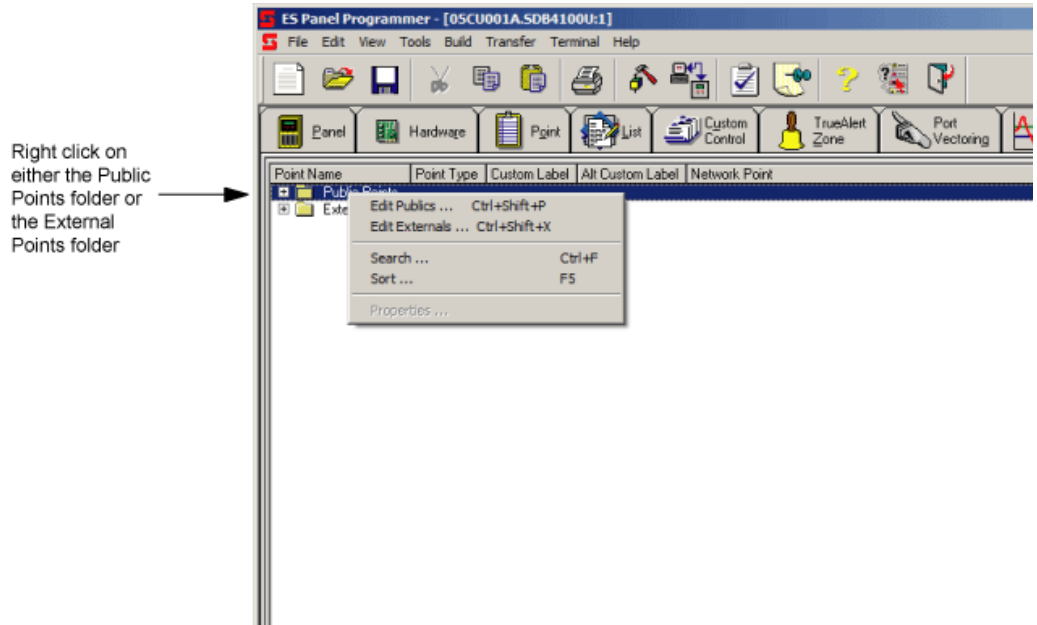 ES Panel Programmer - [05CU001A.SDB4100U:1]
File Edit View Tools Build Transfer Terminal Help
Panel Hardware Point List Custom Control TrueAlert Zone Port Vectoring
Point Name Point Type Custom Label Alt Custom Label Network Point
Public Points
Exte
Edit Publics ... Ctrl+Shift+P
Edit Externals ... Ctrl+Shift+X
Search ... Ctrl+F
Sort ... F5
Properties ...
Right click on
either the Public
Points folder or
the External
Points folder